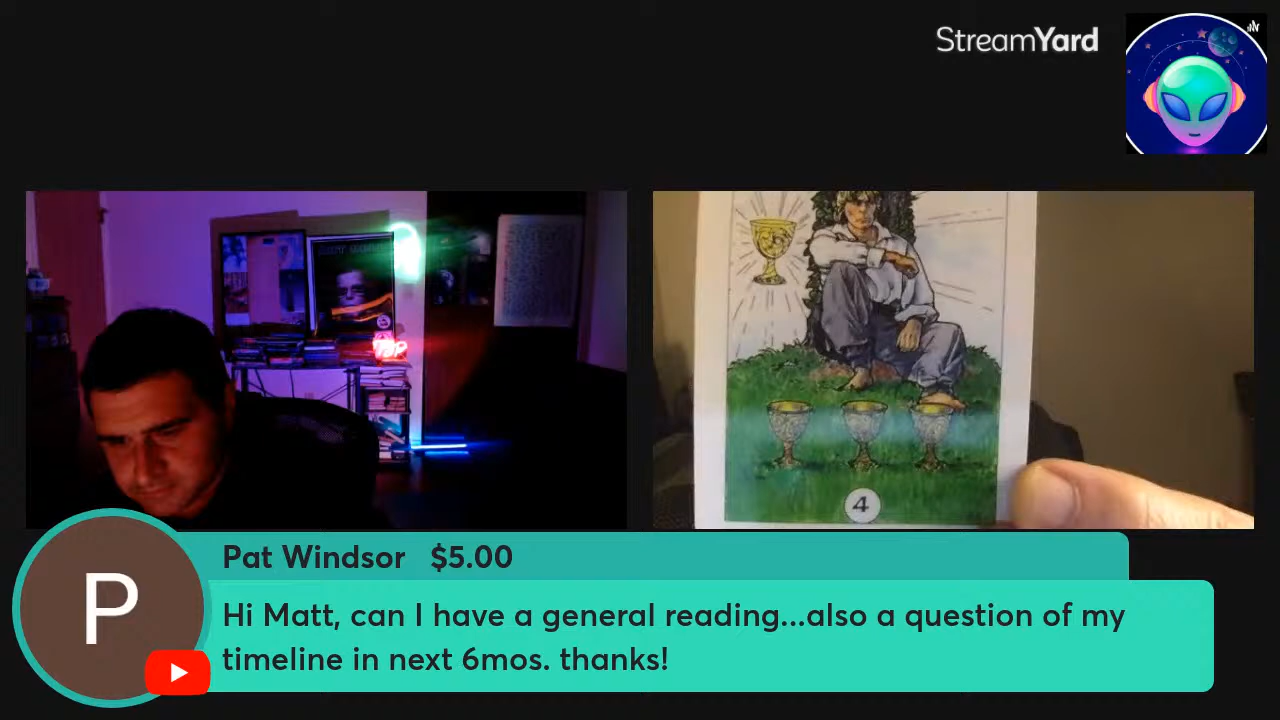 StreamYard
4
Pat Windsor $5.00
P
Hi Matt, can I have a general reading...also a question of my
timeline in next 6mos. thanks!